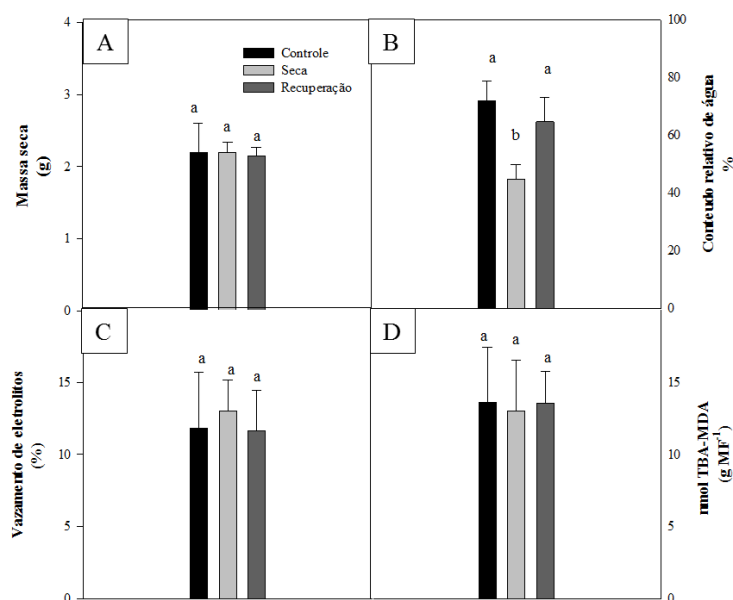 A
Controle
Seca
Recuperação
a
a
a
4
3
2
1
0
Massa seca
(g)
B
a
b
a
100
80
60
40
20
0
Conteúdo relativo de água
%
C
a
a
a
15
10
5
0
Vazamento de eletrolitos
(%)
D
a
a
a
15
10
5
0
nmol TBA-MDA
(g MF⁻¹)